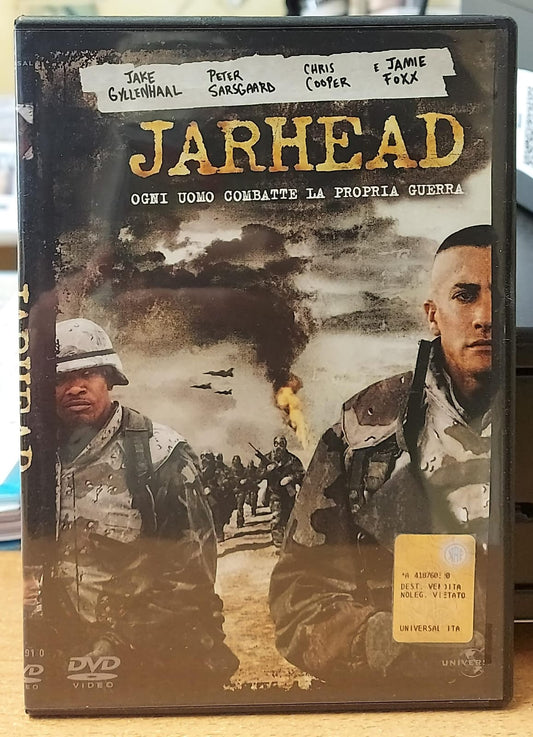 JAKE GYLLENHAAL
PETER SARSGAARD
CHRIS COOPER
E JAMIE FOXX
JARHEAD
OGNI UOMO COMBATTE LA PROPRIA GUERRA
JARHEAD
DEST. VENDITA
NOLEG. VIETATO
UNIVERSAL ITA
DVD
VIDEO
UNIVERS